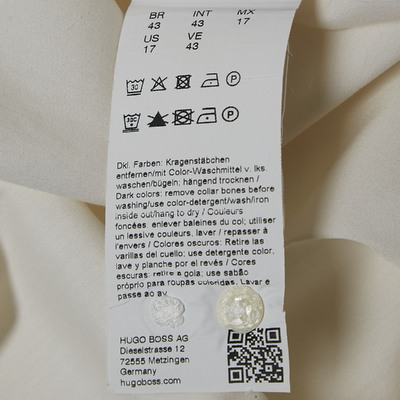 BR INT MX
43 43 17
US VE
17 43
30 P
30C P
Dkl. Farben: Kragenstäbchen
entfernen/mit Color-Waschmittel v. lks.
waschen/bügeln; hängend trocknen /
Dark colors: remove collar bones before
washing/use color-detergent/wash/iron
inside out/hang to dry / Couleurs
foncées: enlever baleines du col; utiliser
un lessive couleurs, laver / repasser à
l'envers / Colores oscuros: Retire las
varillas del cuello; use detergente color,
lave y planche por el revés / Cores
escuras: retire a gola; use sabão
próprio para roupas coloridas. Lavar e
passe ao av
HUGO BOSS AG
Dieselstrasse 12
72555 Metzingen
Germany
hugoboss.com